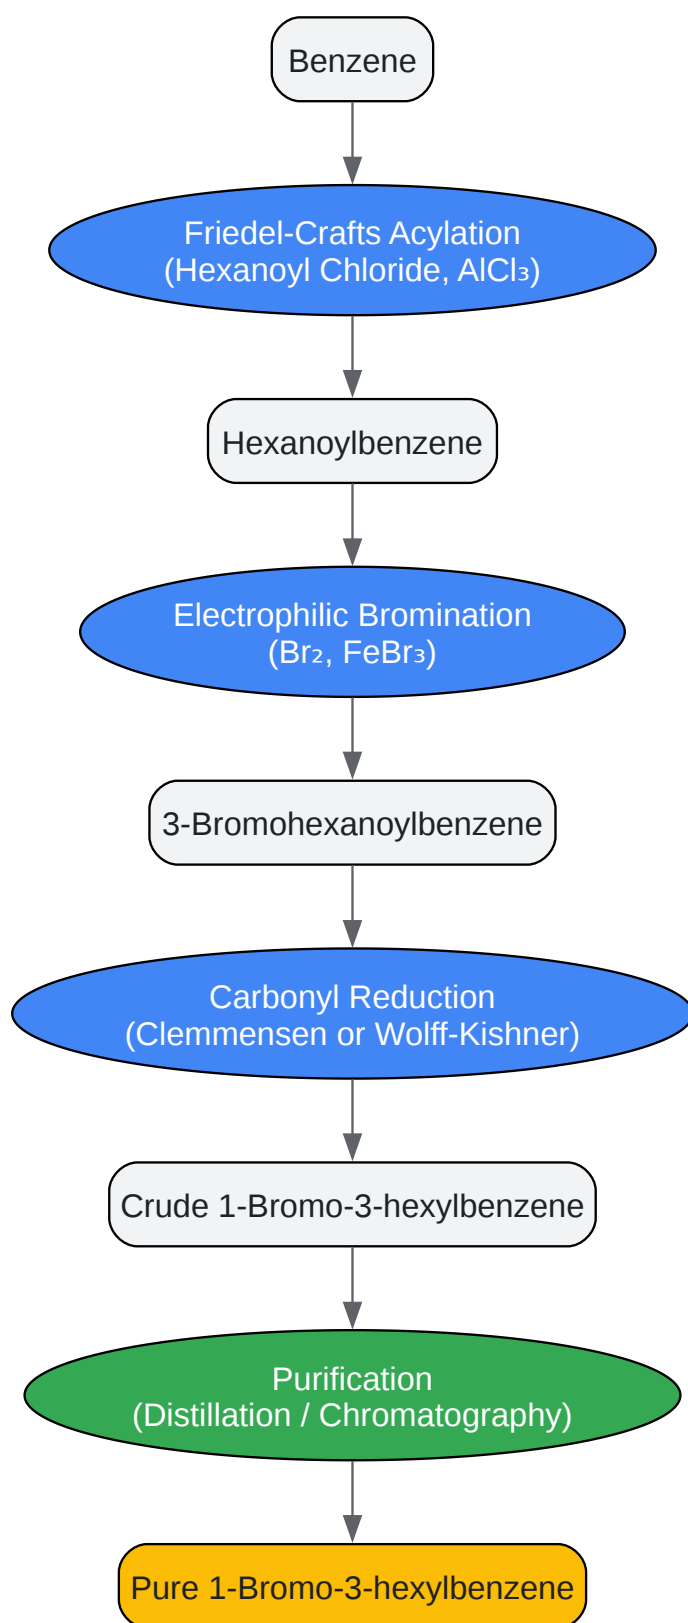 Benzene
Friedel-Crafts Acylation
(Hexanoyl Chloride, AlCl₃)
Hexanoylbenzene
Electrophilic Bromination
(Br₂, FeBr₃)
3-Bromohexanoylbenzene
Carbonyl Reduction
(Clemmensen or Wolff-Kishner)
Crude 1-Bromo-3-hexylbenzene
Purification
(Distillation / Chromatography)
Pure 1-Bromo-3-hexylbenzene